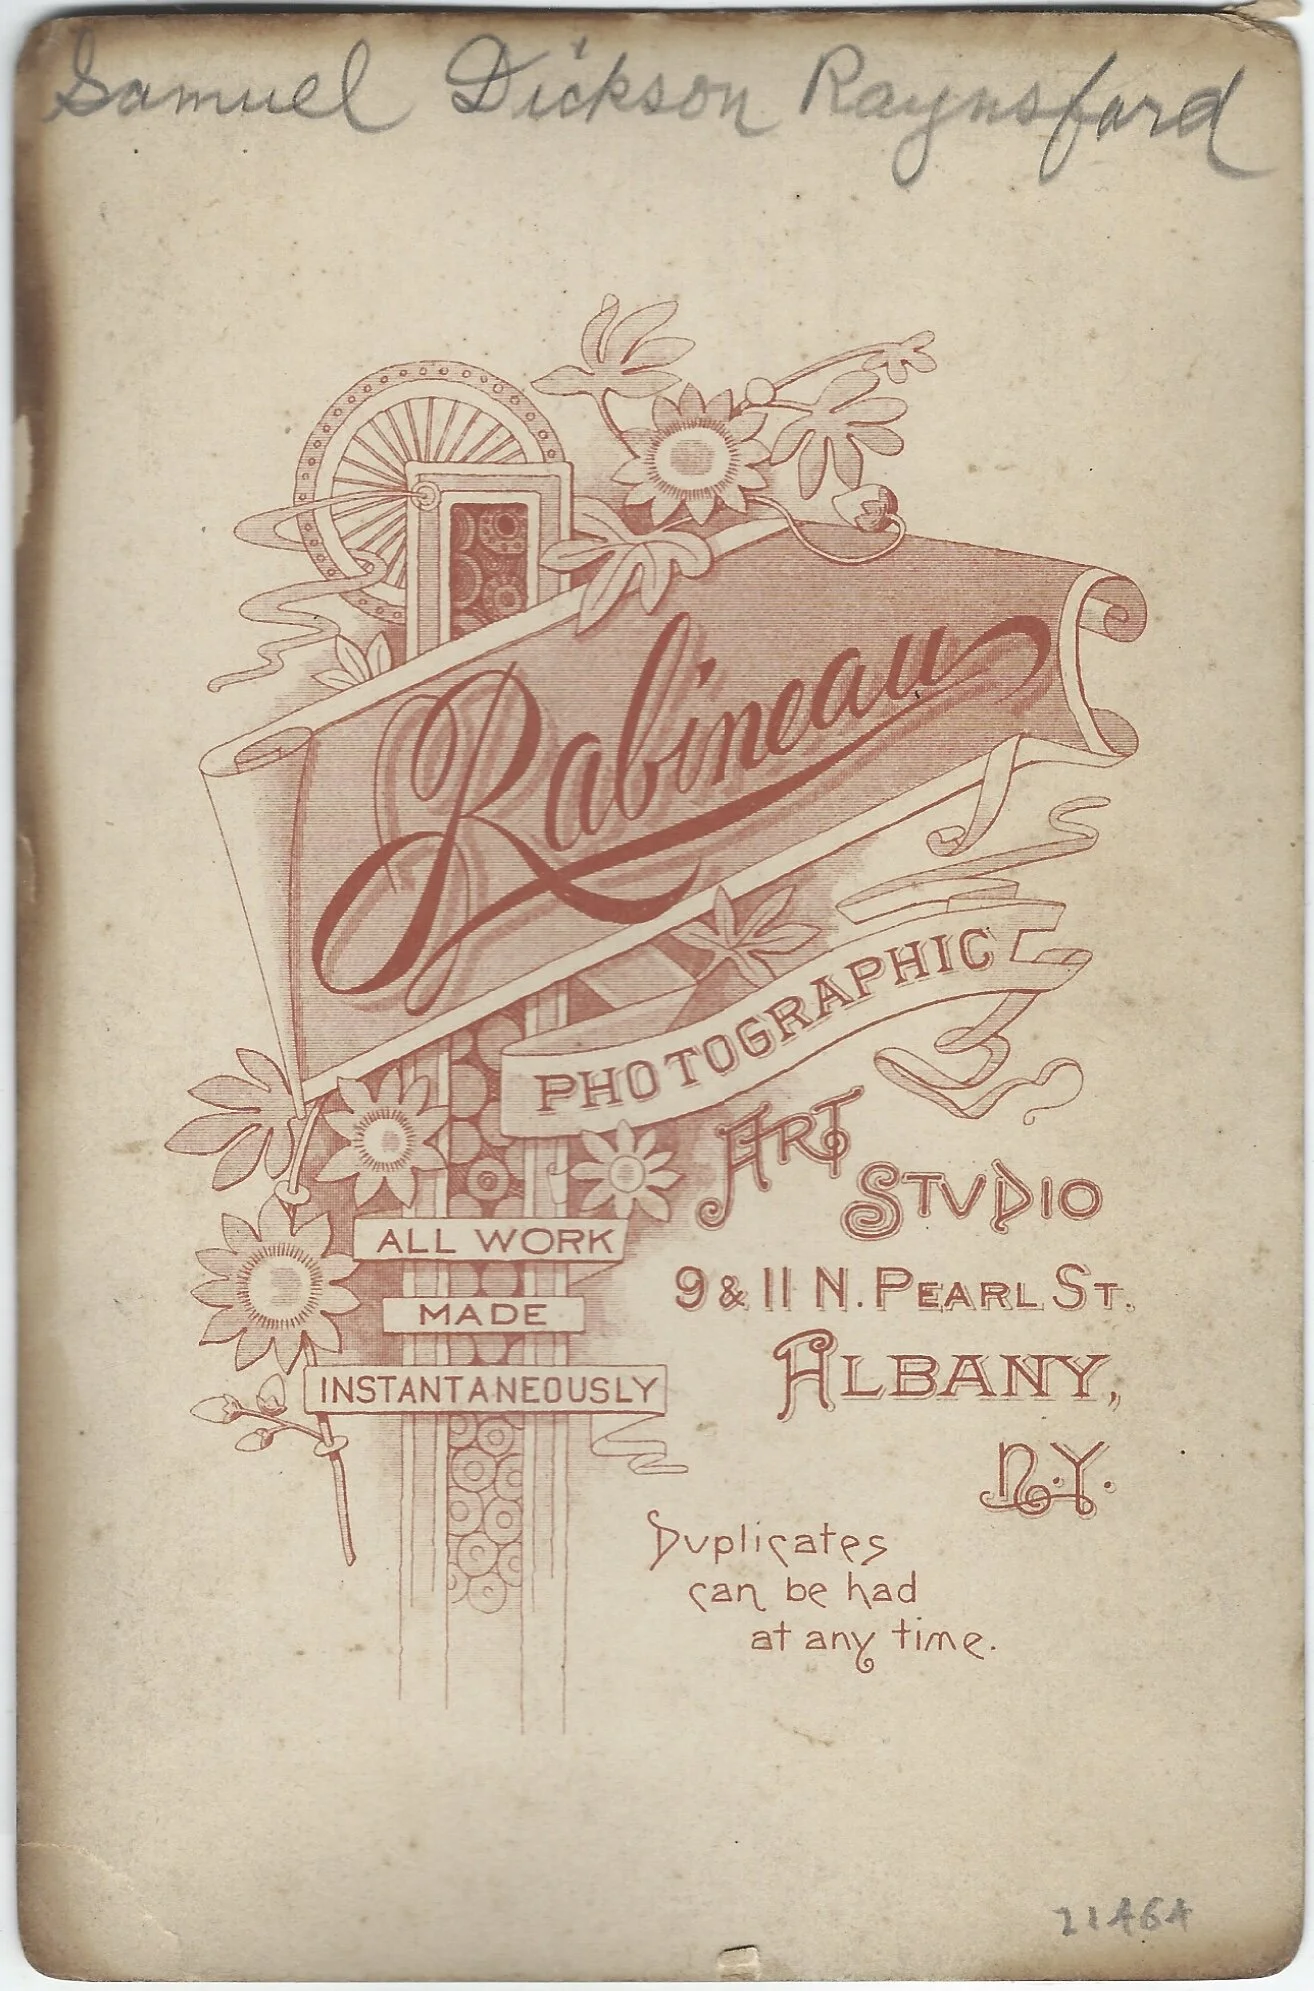 Samuel Dickson Raynsford
Rabineau
PHOTOGRAPHIC
ART
STUDIO
ALL WORK
MADE
INSTANTANEOUSLY
9 & 11 N. PEARL ST.
ALBANY,
N.Y.
Duplicates
can be had
at any time.
21464